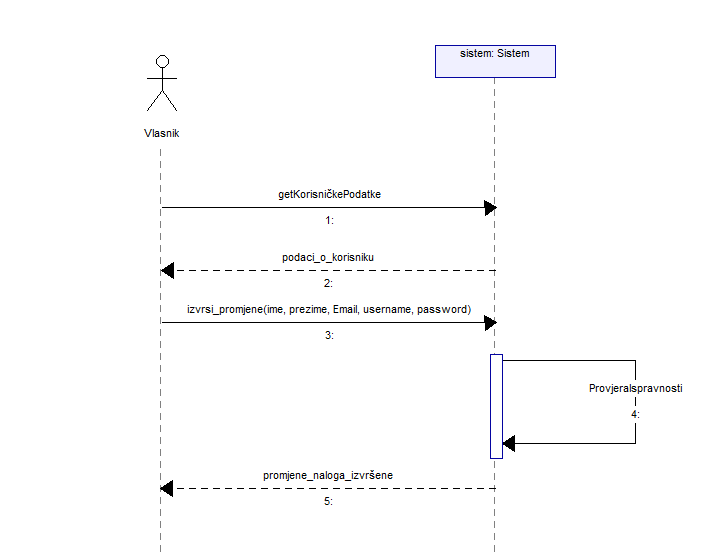 sistem: Sistem
Vlasnik
getKorisničkePodatke
1:
podaci_o_korisniku
2:
izvrsi_promjene(ime, prezime, Email, username, password)
3:
ProvjeraIspravnosti
4:
promjene_naloga_izvršene
5: